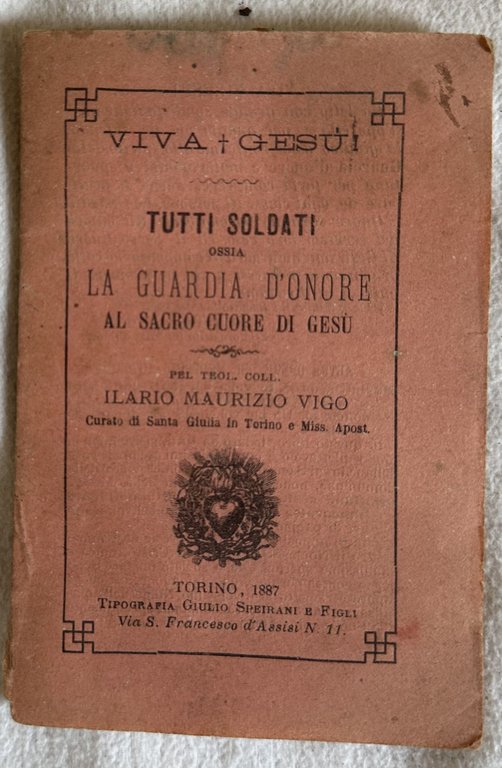 VIVA † GESÙ!
TUTTI SOLDATI
OSSIA
LA GUARDIA D'ONORE
AL SACRO CUORE DI GESÙ
PEL TEOL. COLL.
ILARIO MAURIZIO VIGO
Curato di Santa Giulia in Torino e Miss. Apost.
TORINO, 1887
TIPOGRAFIA GIULIO SPEIRANI E FIGLI
Via S. Francesco d'Assisi N. 11.